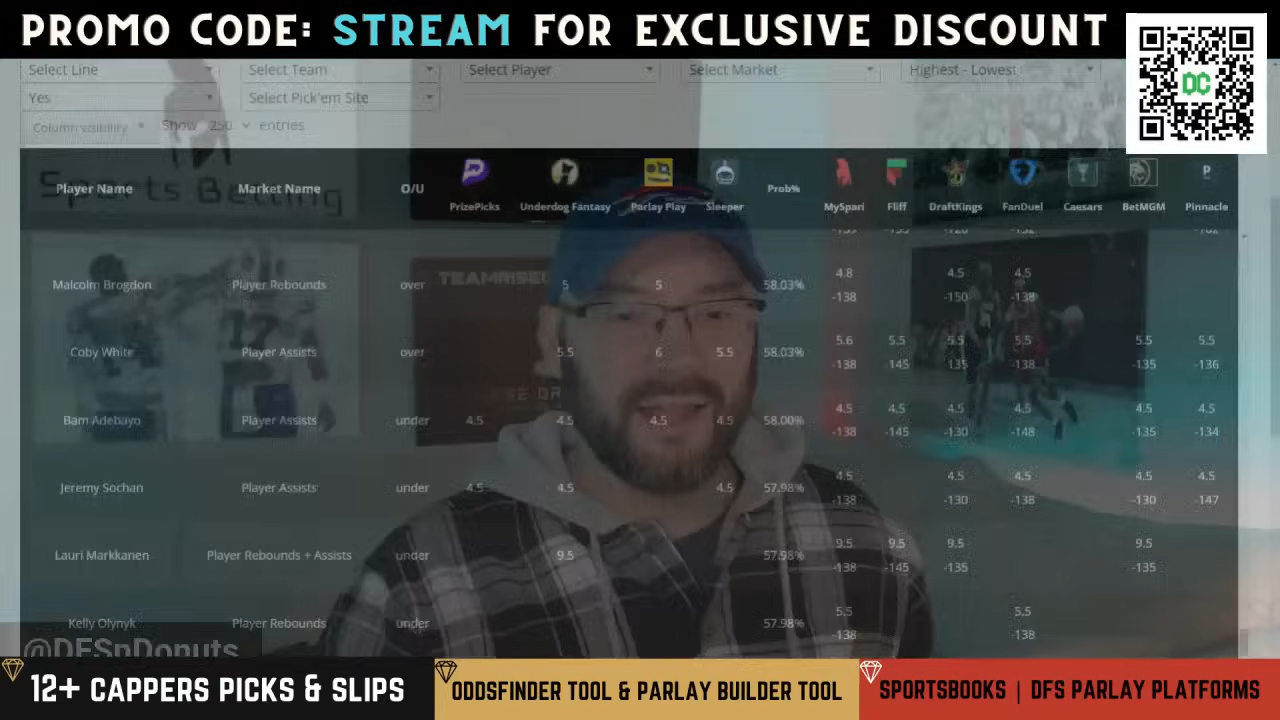 PROMO CODE: STREAM FOR EXCLUSIVE DISCOUNT
DC
Select Line Select Team Select Player Select Market Highest - Lowest
Yes Select Pick'em Site
Column visibility Show 250 entries
Sports Betting
Player Name Market Name O/U PrizePicks Underdog Fantasy Parlay Play Sleeper Prob% MySpari Fliff DraftKings FanDuel Caesars BetMGM Pinnacle
TEAMRISEO
Malcolm Brogdon Player Rebounds over 5 5 58.03% 4.8 4.5 4.5
-138 -150 -138
Coby White Player Assists over 5.5 6 5.5 58.03% 5.6 5.5 5.5 5.5 5.5 5.5
-138 -145 -135 -138 -135 -136
Bam Adebayo Player Assists under 4.5 4.5 4.5 4.5 58.00% 4.5 4.5 4.5 4.5 4.5 4.5
-138 -145 -130 -148 -135 -134
Jeremy Sochan Player Assists under 4.5 4.5 4.5 57.98% 4.5 4.5 4.5 4.5 4.5
-138 -130 -138 -130 -147
Lauri Markkanen Player Rebounds + Assists under 9.5 57.98% 9.5 9.5 9.5 9.5
-138 -145 -135 -135
Kelly Olynyk Player Rebounds under 57.98% 5.5 5.5
-138 -138
@DFSnDonuts
12+ CAPPERS PICKS & SLIPS
ODDSFINDER TOOL & PARLAY BUILDER TOOL
SPORTSBOOKS | DFS PARLAY PLATFORMS